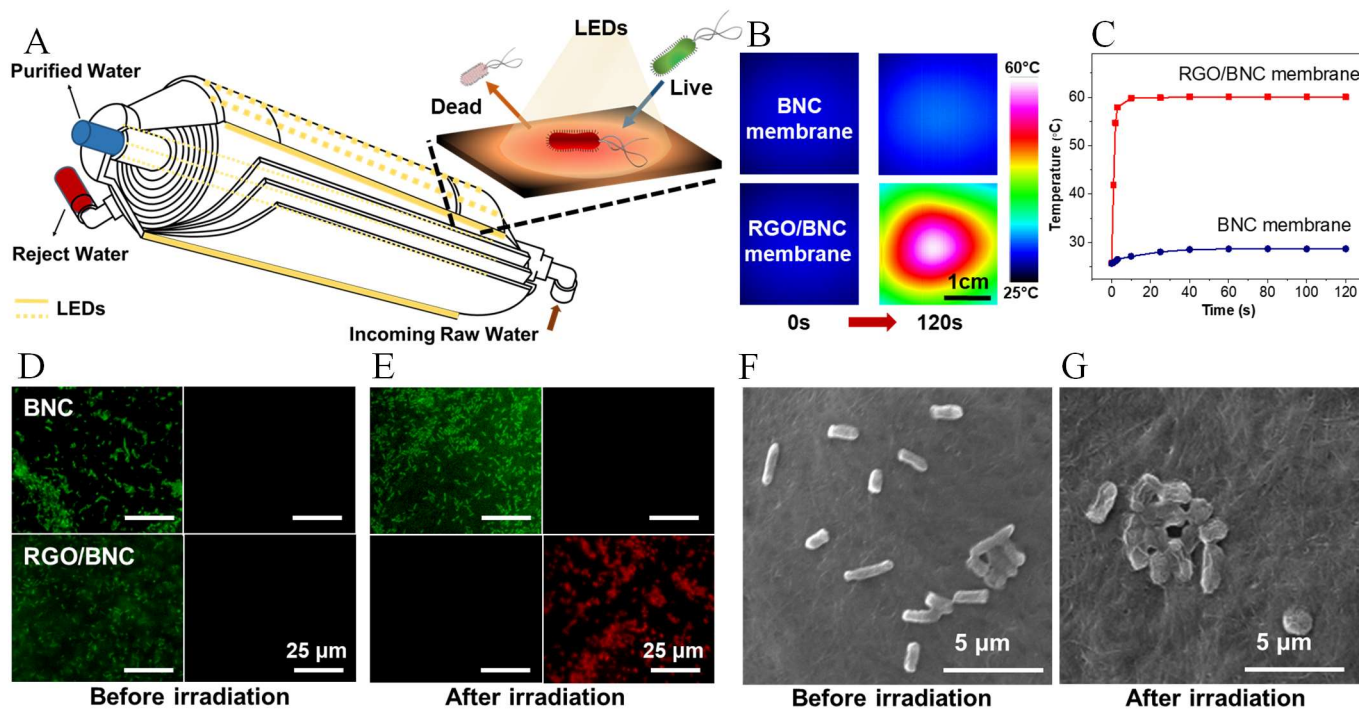 A
Purified Water
Reject Water
LEDs
Incoming Raw Water
LEDs
Dead
Live
B
BNC
membrane
RGO/BNC
membrane
60°C
25°C
1cm
0s
120s
C
RGO/BNC membrane
BNC membrane
Temperature (°C)
60
50
40
30
0 20 40 60 80 100 120
Time (s)
D
BNC
RGO/BNC
25 µm
Before irradiation
E
25 µm
After irradiation
F
5 µm
Before irradiation
G
5 µm
After irradiation